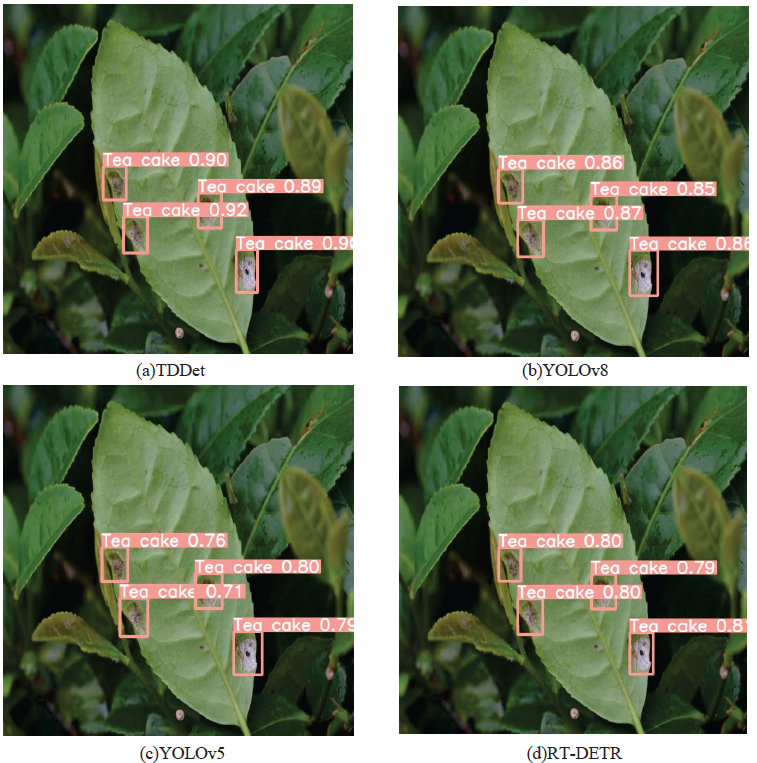 Tea cake 0.90
Tea cake 0.89
Tea cake 0.92
Tea cake 0.90
(a)TDDet
Tea cake 0.86
Tea cake 0.85
Tea cake 0.87
Tea cake 0.86
(b)YOLOv8
Tea cake 0.76
Tea cake 0.80
Tea cake 0.71
Tea cake 0.79
(c)YOLOv5
Tea cake 0.80
Tea cake 0.79
Tea cake 0.80
Tea cake 0.81
(d)RT-DETR